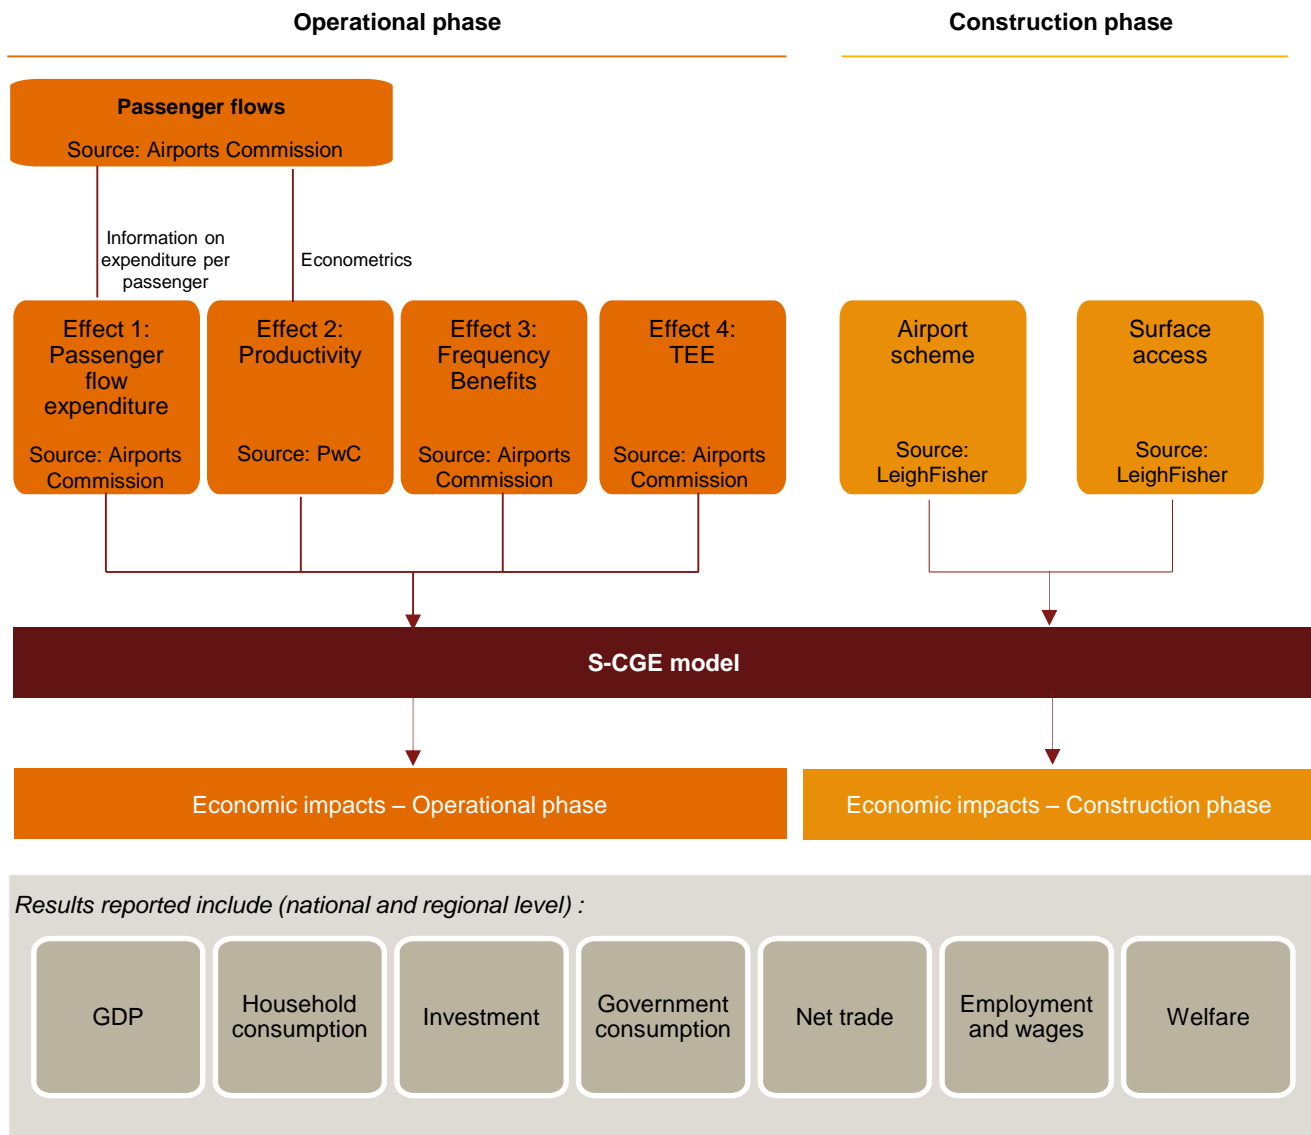 Operational phase
Construction phase
Passenger flows
Source: Airports Commission
Information on
expenditure per
passenger
Econometrics
Effect 1:
Passenger
flow
expenditure
Source: Airports
Commission
Effect 2:
Productivity
Source: PwC
Effect 3:
Frequency
Benefits
Source: Airports
Commission
Effect 4:
TEE
Source: Airports
Commission
Airport
scheme
Source:
LeighFisher
Surface
access
Source:
LeighFisher
S-CGE model
Economic impacts – Operational phase
Economic impacts – Construction phase
Results reported include (national and regional level) :
GDP
Household
consumption
Investment
Government
consumption
Net trade
Employment
and wages
Welfare